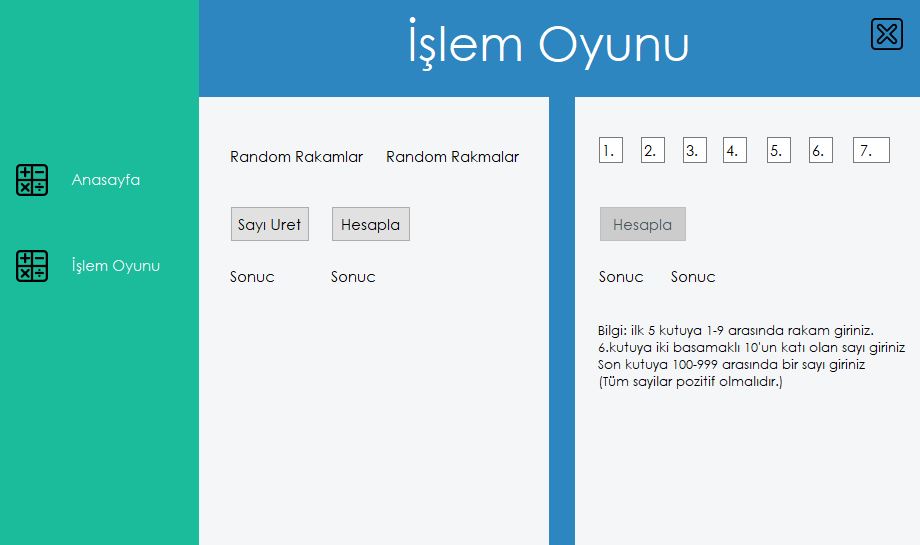 İşlem Oyunu
Anasayfa
İşlem Oyunu
Random Rakamlar
Random Rakmalar
Sayı Uret
Hesapla
Sonuc
Sonuc
1.
2.
3.
4.
5.
6.
7.
Hesapla
Sonuc
Sonuc
Bilgi: ilk 5 kutuya 1-9 arasında rakam giriniz.
6.kutuya iki basamaklı 10'un katı olan sayı giriniz
Son kutuya 100-999 arasında bir sayı giriniz
(Tüm sayilar pozitif olmalıdır.)